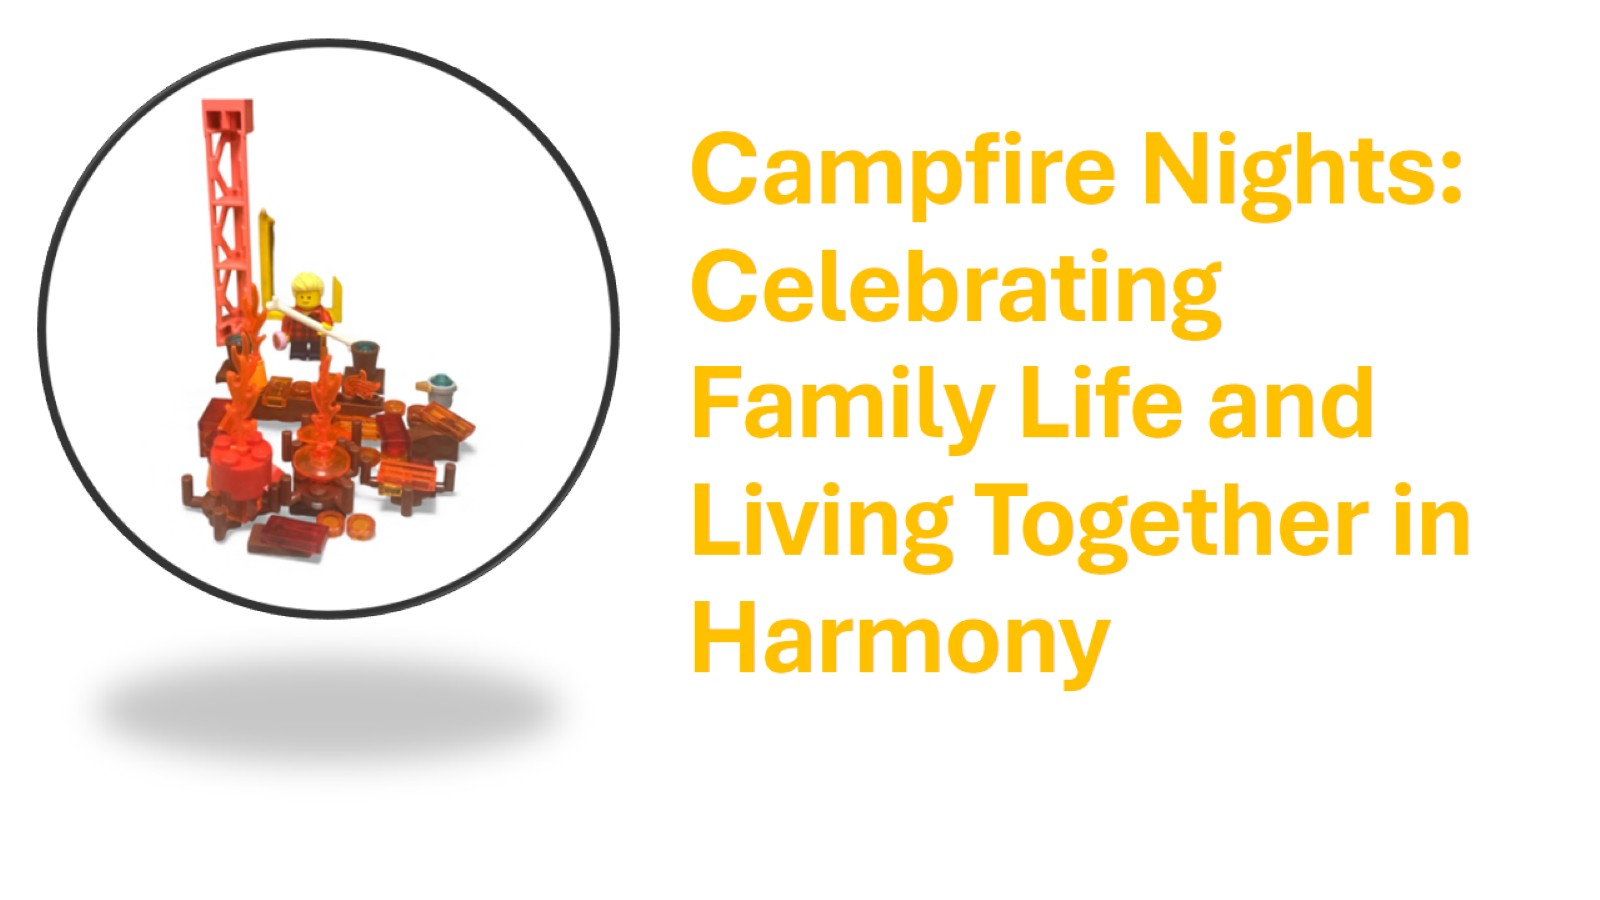 Campfire Nights:
Celebrating
Family Life and
Living Together in
Harmony